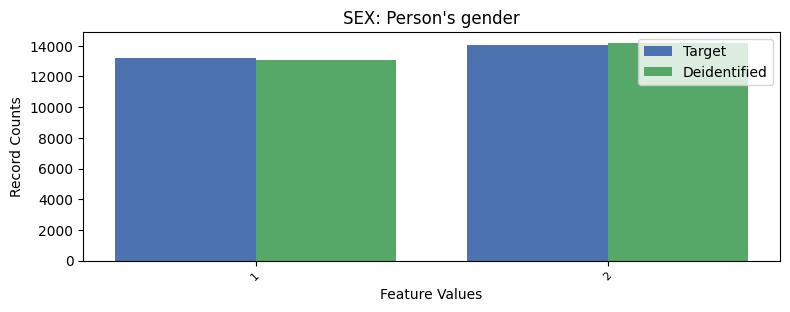 SEX: Person's gender
Target
Deidentified
14000
12000
10000
8000
6000
4000
2000
0
Record Counts
1
2
Feature Values